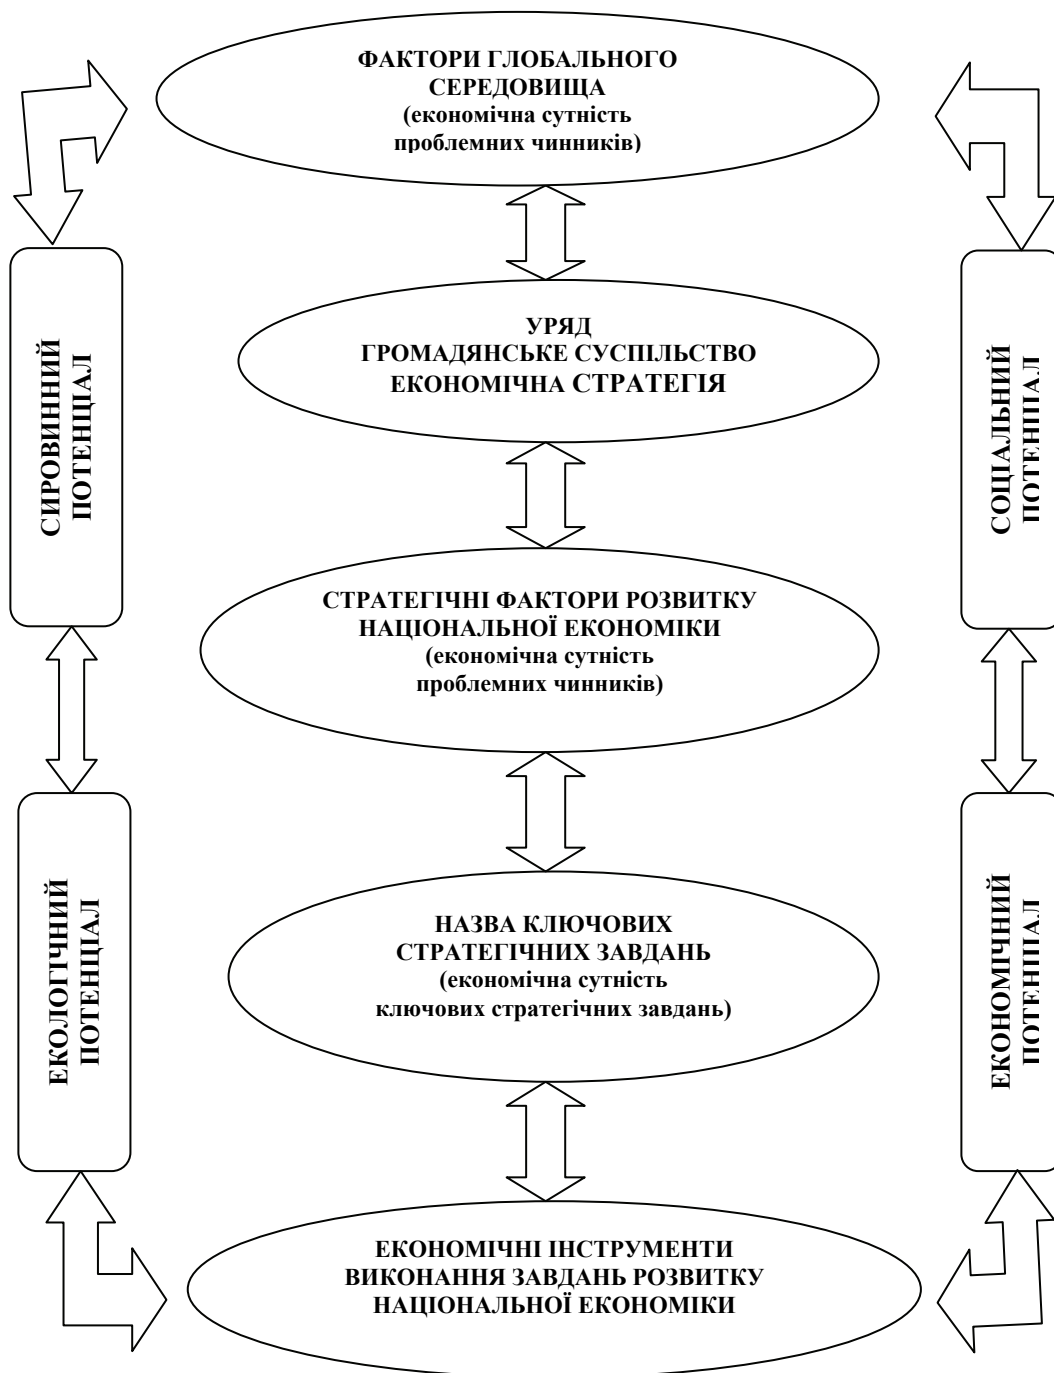 ФАКТОРИ ГЛОБАЛЬНОГО
СЕРЕДОВИЩА
(економічна сутність
проблемних чинників)
УРЯД
ГРОМАДЯНСЬКЕ СУСПІЛЬСТВО
ЕКОНОМІЧНА СТРАТЕГІЯ
СИРОВИННИЙ
ПОТЕНЦІАЛ
СОЦІАЛЬНИЙ
ПОТЕНЦІАЛ
СТРАТЕГІЧНІ ФАКТОРИ РОЗВИТКУ
НАЦІОНАЛЬНОЇ ЕКОНОМІКИ
(економічна сутність
проблемних чинників)
ЕКОЛОГІЧНИЙ
ПОТЕНЦІАЛ
ЕКОНОМІЧНИЙ
ПОТЕНЦІАЛ
НАЗВА КЛЮЧОВИХ
СТРАТЕГІЧНИХ ЗАВДАНЬ
(економічна сутність
ключових стратегічних завдань)
ЕКОНОМІЧНІ ІНСТРУМЕНТИ
ВИКОНАННЯ ЗАВДАНЬ РОЗВИТКУ
НАЦІОНАЛЬНОЇ ЕКОНОМІКИ